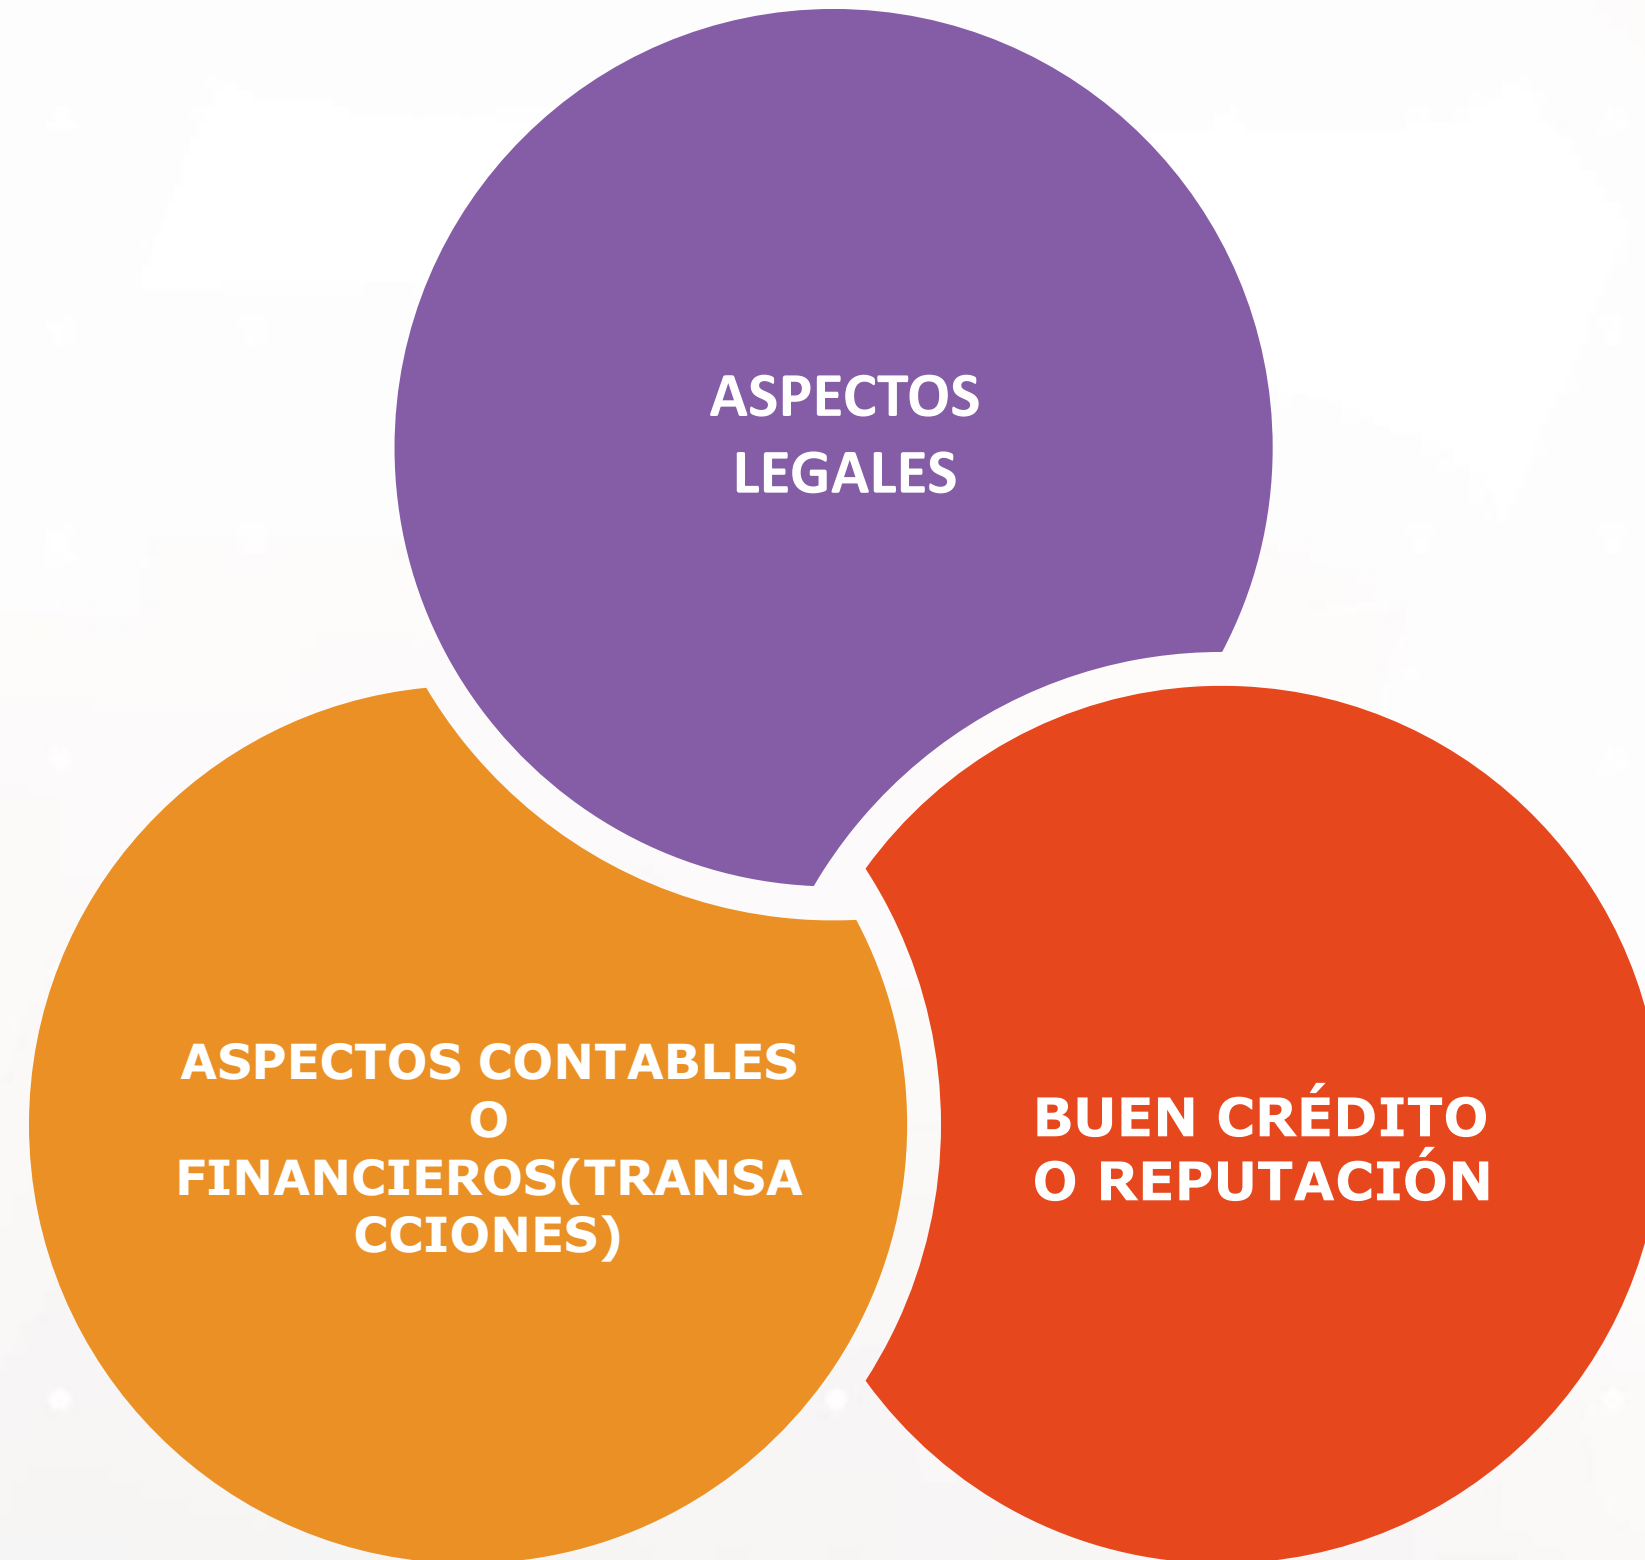 ASPECTOS
LEGALES
ASPECTOS CONTABLES
O
FINANCIEROS(TRANSA
CCIONES)
BUEN CRÉDITO
O REPUTACIÓN